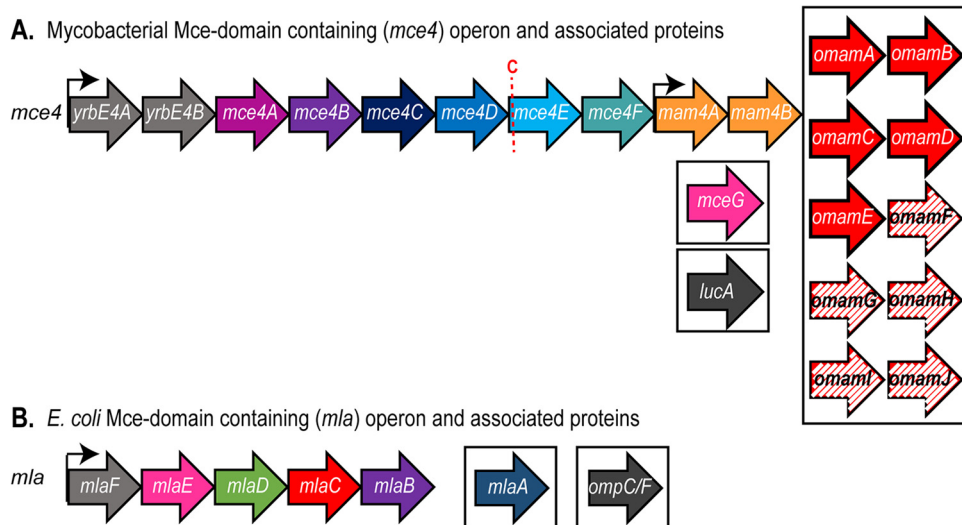 A. Mycobacterial Mce-domain containing (mce4) operon and associated proteins
C
mce4 yrbE4A yrbE4B mce4A mce4B mce4C mce4D mce4E mce4F mam4A mam4B
mceG
lucA
omamA omamB
omamC omamD
omamE omamF
omamG omamH
omamI omamJ
B. E. coli Mce-domain containing (mla) operon and associated proteins
mla mlaF mlaE mlaD mlaC mlaB mlaA ompC/F